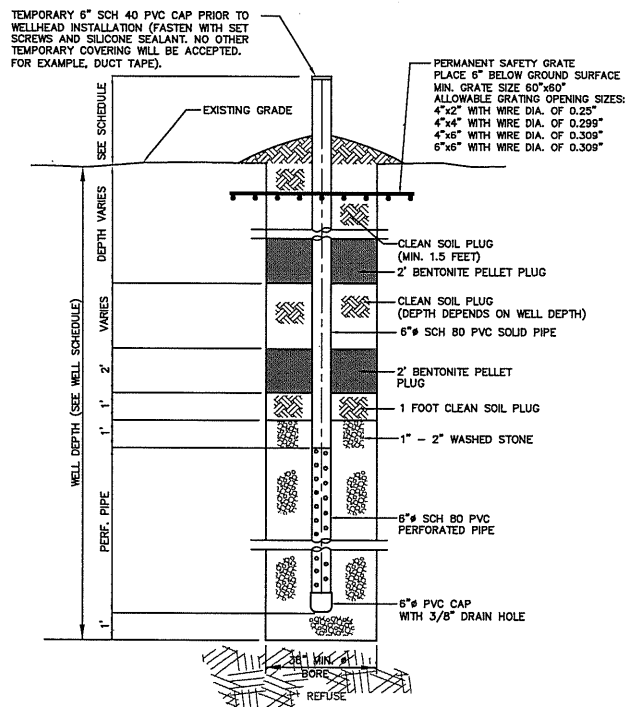 TEMPORARY 6" SCH 40 PVC CAP PRIOR TO
WELLHEAD INSTALLATION (FASTEN WITH SET
SCREWS AND SILICONE SEALANT. NO OTHER
TEMPORARY COVERING WILL BE ACCEPTED.
FOR EXAMPLE, DUCT TAPE).
PERMANENT SAFETY GRATE
PLACE 6" BELOW GROUND SURFACE
MIN. GRATE SIZE 60"x60"
ALLOWABLE GRATING OPENING SIZES:
4"x2" WITH WIRE DIA. OF 0.25"
4"x4" WITH WIRE DIA. OF 0.299"
4"x6" WITH WIRE DIA. OF 0.309"
6"x6" WITH WIRE DIA. OF 0.309"
SEE SCHEDULE
EXISTING GRADE
DEPTH VARIES
CLEAN SOIL PLUG
(MIN. 1.5 FEET)
2' BENTONITE PELLET PLUG
VARIES
CLEAN SOIL PLUG
(DEPTH DEPENDS ON WELL DEPTH)
6"ø SCH 80 PVC SOLID PIPE
WELL DEPTH (SEE WELL SCHEDULE)
2'
2' BENTONITE PELLET
PLUG
1'
1 FOOT CLEAN SOIL PLUG
1'
1" - 2" WASHED STONE
PERF. PIPE
6"ø SCH 80 PVC
PERFORATED PIPE
6"ø PVC CAP
WITH 3/8" DRAIN HOLE
1'
36" MIN. ø
BORE
REFUSE